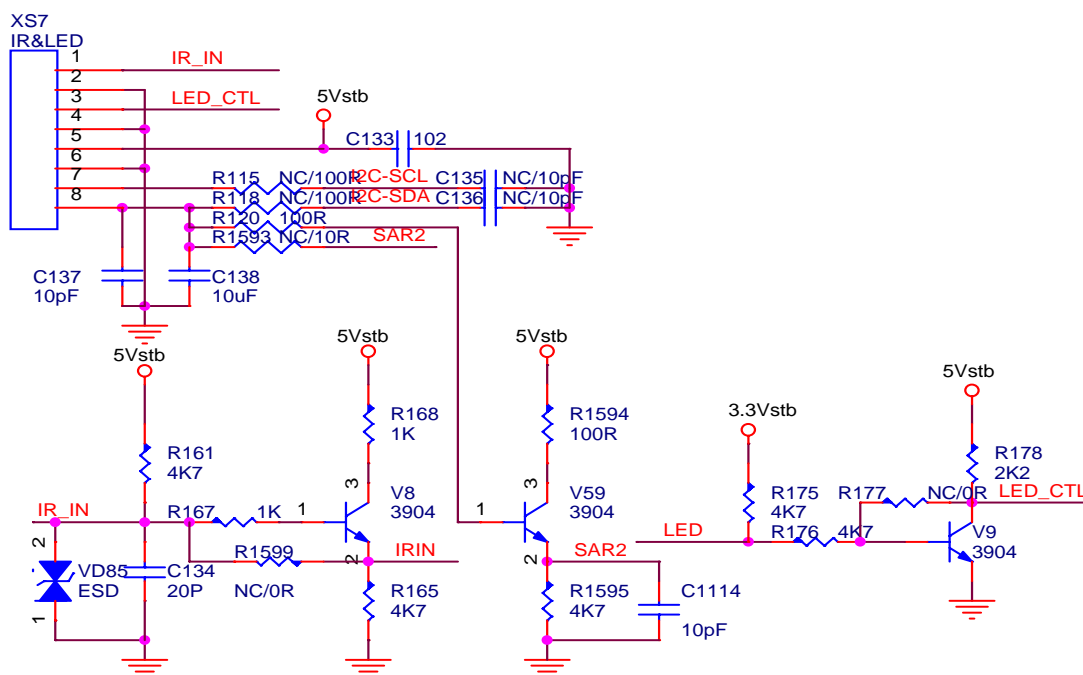 XS7
IR&LED
1
IR_IN
2
3
LED_CTL
4
5
5Vstb
C133
102
6
7
R115
NC/100R
I2C-SCL
C135
NC/10pF
8
R118
NC/100R
I2C-SDA
C136
NC/10pF
R120
100R
R1593
NC/10R
SAR2
C137
10pF
C138
10uF
5Vstb
5Vstb
5Vstb
5Vstb
3.3Vstb
R161
4K7
R168
1K
R1594
100R
R175
4K7
R178
2K2
IR_IN
R167
1K
1
3
V8
3904
2
IRIN
1
3
V59
3904
2
SAR2
LED
R176
4K7
R177
NC/0R
LED_CTL
V9
3904
2
VD85
ESD
1
C134
20P
R1599
NC/0R
R165
4K7
R1595
4K7
C1114
10pF